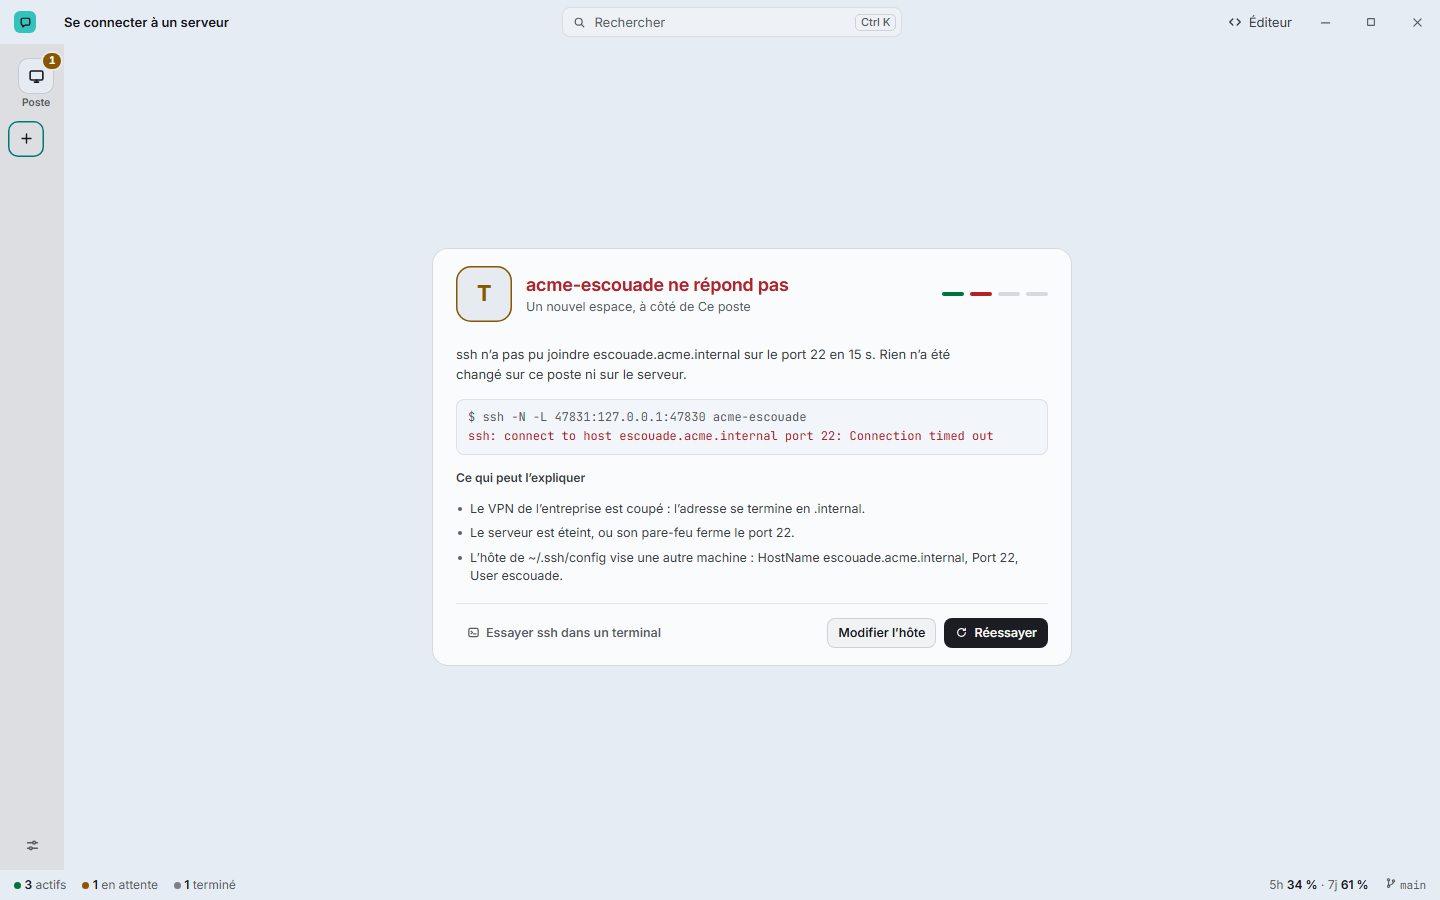 Se connecter à un serveur
Rechercher
Ctrl K
Éditeur
1
Poste
T
acme-escouade ne répond pas
Un nouvel espace, à côté de Ce poste
ssh n’a pas pu joindre escouade.acme.internal sur le port 22 en 15 s. Rien n’a été
changé sur ce poste ni sur le serveur.
$ ssh -N -L 47831:127.0.0.1:47830 acme-escouade
ssh: connect to host escouade.acme.internal port 22: Connection timed out
Ce qui peut l’expliquer
• Le VPN de l’entreprise est coupé : l’adresse se termine en .internal.
• Le serveur est éteint, ou son pare-feu ferme le port 22.
• L’hôte de ~/.ssh/config vise une autre machine : HostName escouade.acme.internal, Port 22,
User escouade.
Essayer ssh dans un terminal
Modifier l’hôte
Réessayer
3 actifs
1 en attente
1 terminé
5h 34 % · 7j 61 %
main